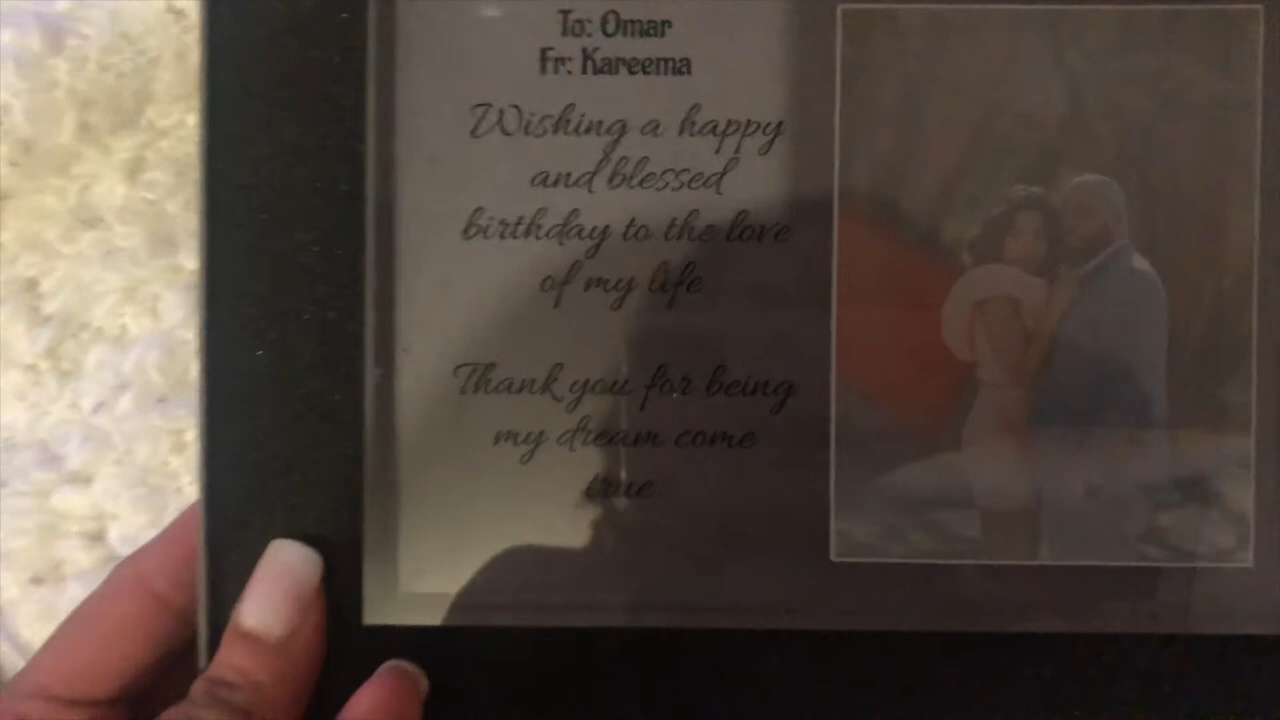 To: Omar
Fr: Kareema
Wishing a happy
and blessed
birthday to the love
of my life
Thank you for being
my dream come
true